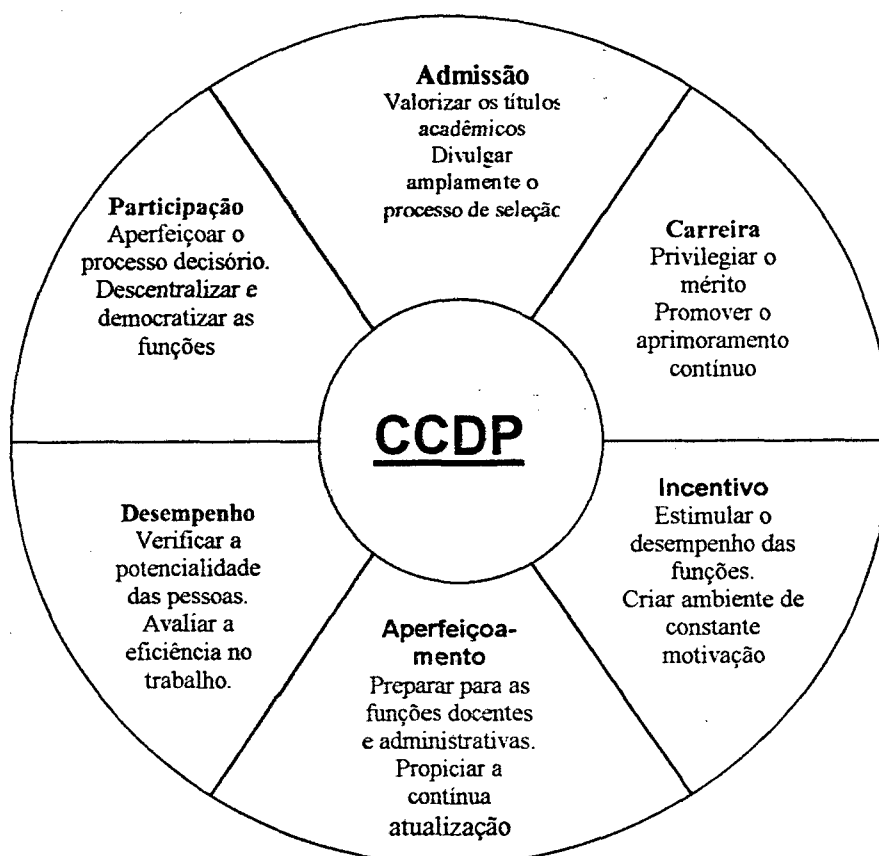 Admissão
Valorizar os títulos
acadêmicos
Divulgar
amplamente o
processo de seleção
Carreira
Privilegiar o
mérito
Promover o
aprimoramento
contínuo
Incentivo
Estimular o
desempenho das
funções.
Criar ambiente de
constante
motivação
Aperfeiçoa-
mento
Preparar para as
funções docentes
e administrativas.
Propiciar a
contínua
atualização
Desempenho
Verificar a
potencialidade
das pessoas.
Avaliar a
eficiência no
trabalho.
Participação
Aperfeiçoar o
processo decisório.
Descentralizar e
democratizar as
funções
CCDP